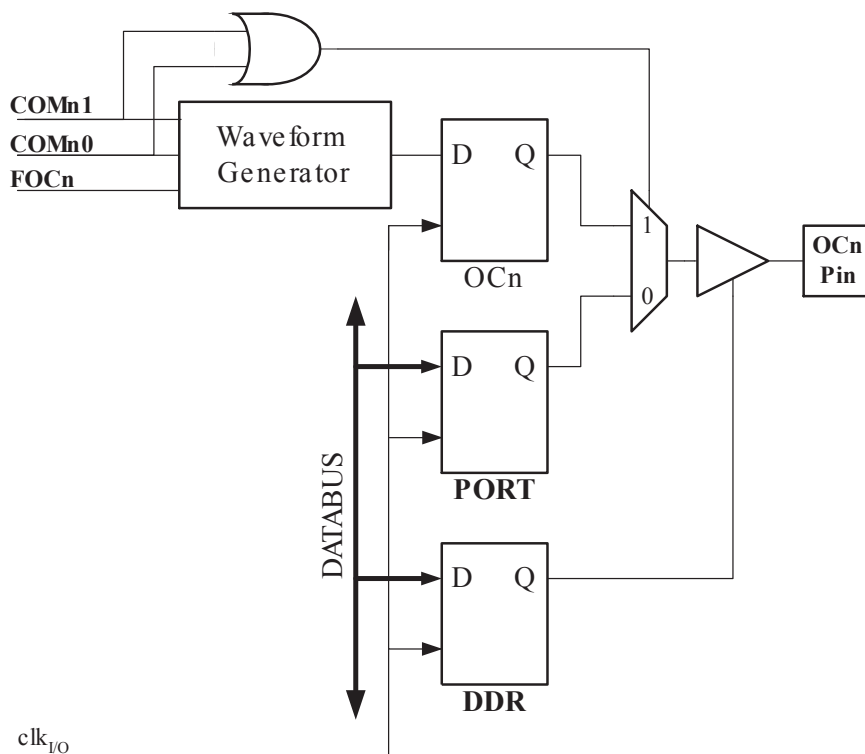 COMn1
COMn0
FOCn
Waveform
Generator
D Q
OCn
1
0
OCn
Pin
D Q
PORT
DATABUS
D Q
DDR
clkI/O